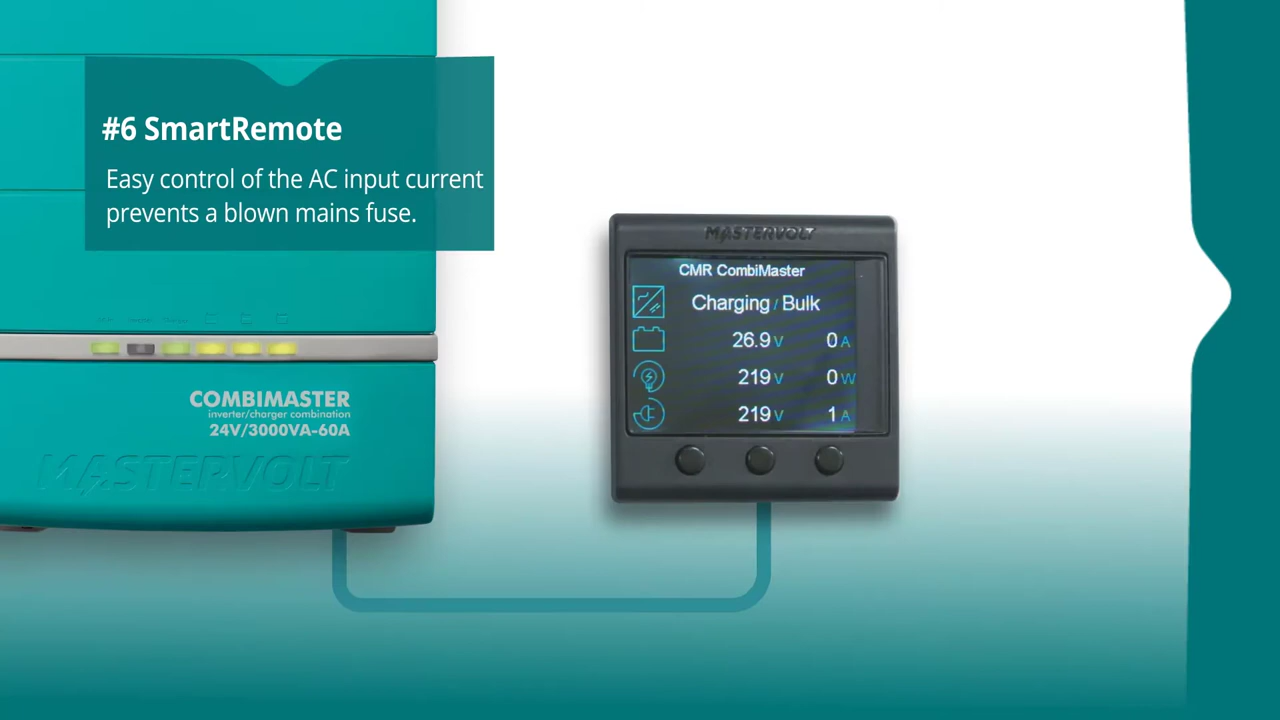 #6 SmartRemote
Easy control of the AC input current
prevents a blown mains fuse.
MASTERVOLT
CMR CombiMaster
Charging / Bulk
26.9 V 0 A
219 V 0 W
219 V 1 A
COMBIMASTER
inverter/charger combination
24V/3000VA-60A
MASTERVOLT